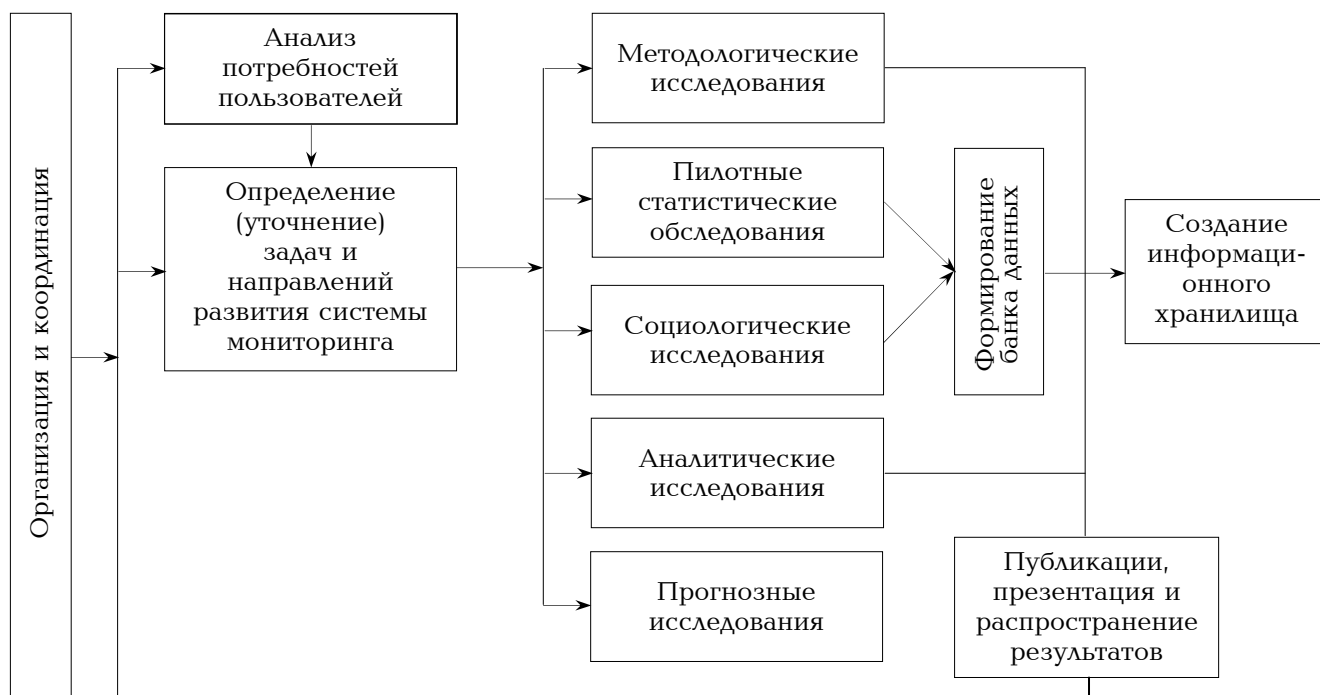 Организация и координация
Анализ
потребностей
пользователей
Определение
(уточнение)
задач и
направлений
развития системы
мониторинга
Методологические
исследования
Пилотные
статистические
обследования
Социологические
исследования
Аналитические
исследования
Прогнозные
исследования
Формирование
банка данных
Создание
информаци-
онного
хранилища
Публикации,
презентация и
распространение
результатов